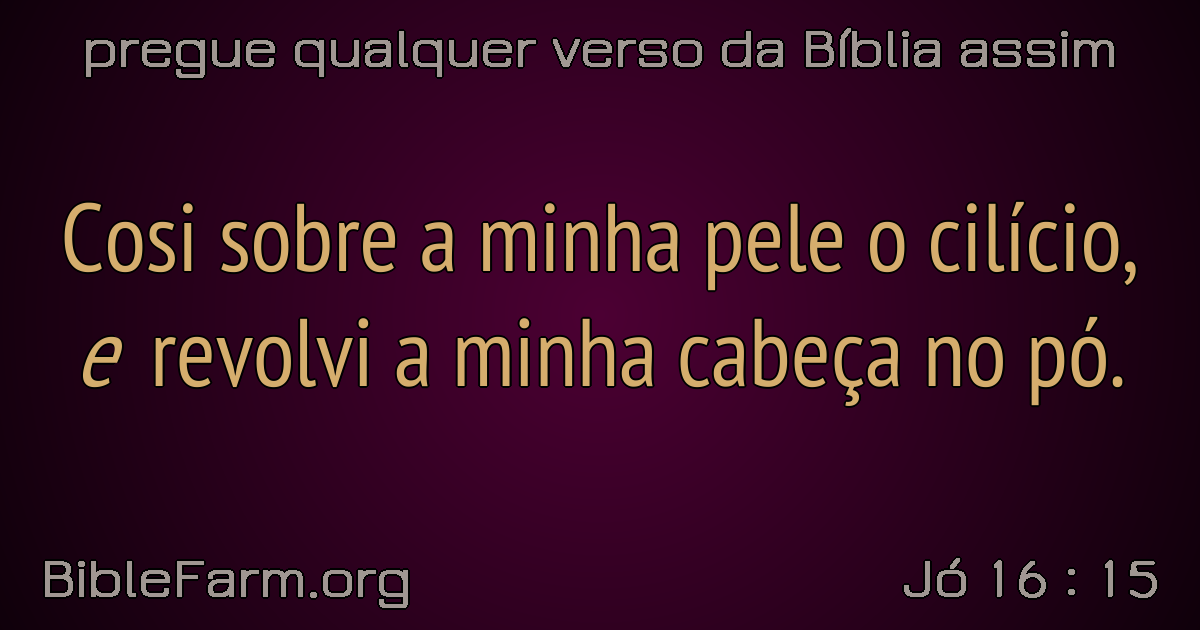 pregue qualquer verso da Bíblia assim
Cosi sobre a minha pele o cilício,
e revolvi a minha cabeça no pó.
BibleFarm.org
Jó 16 : 15